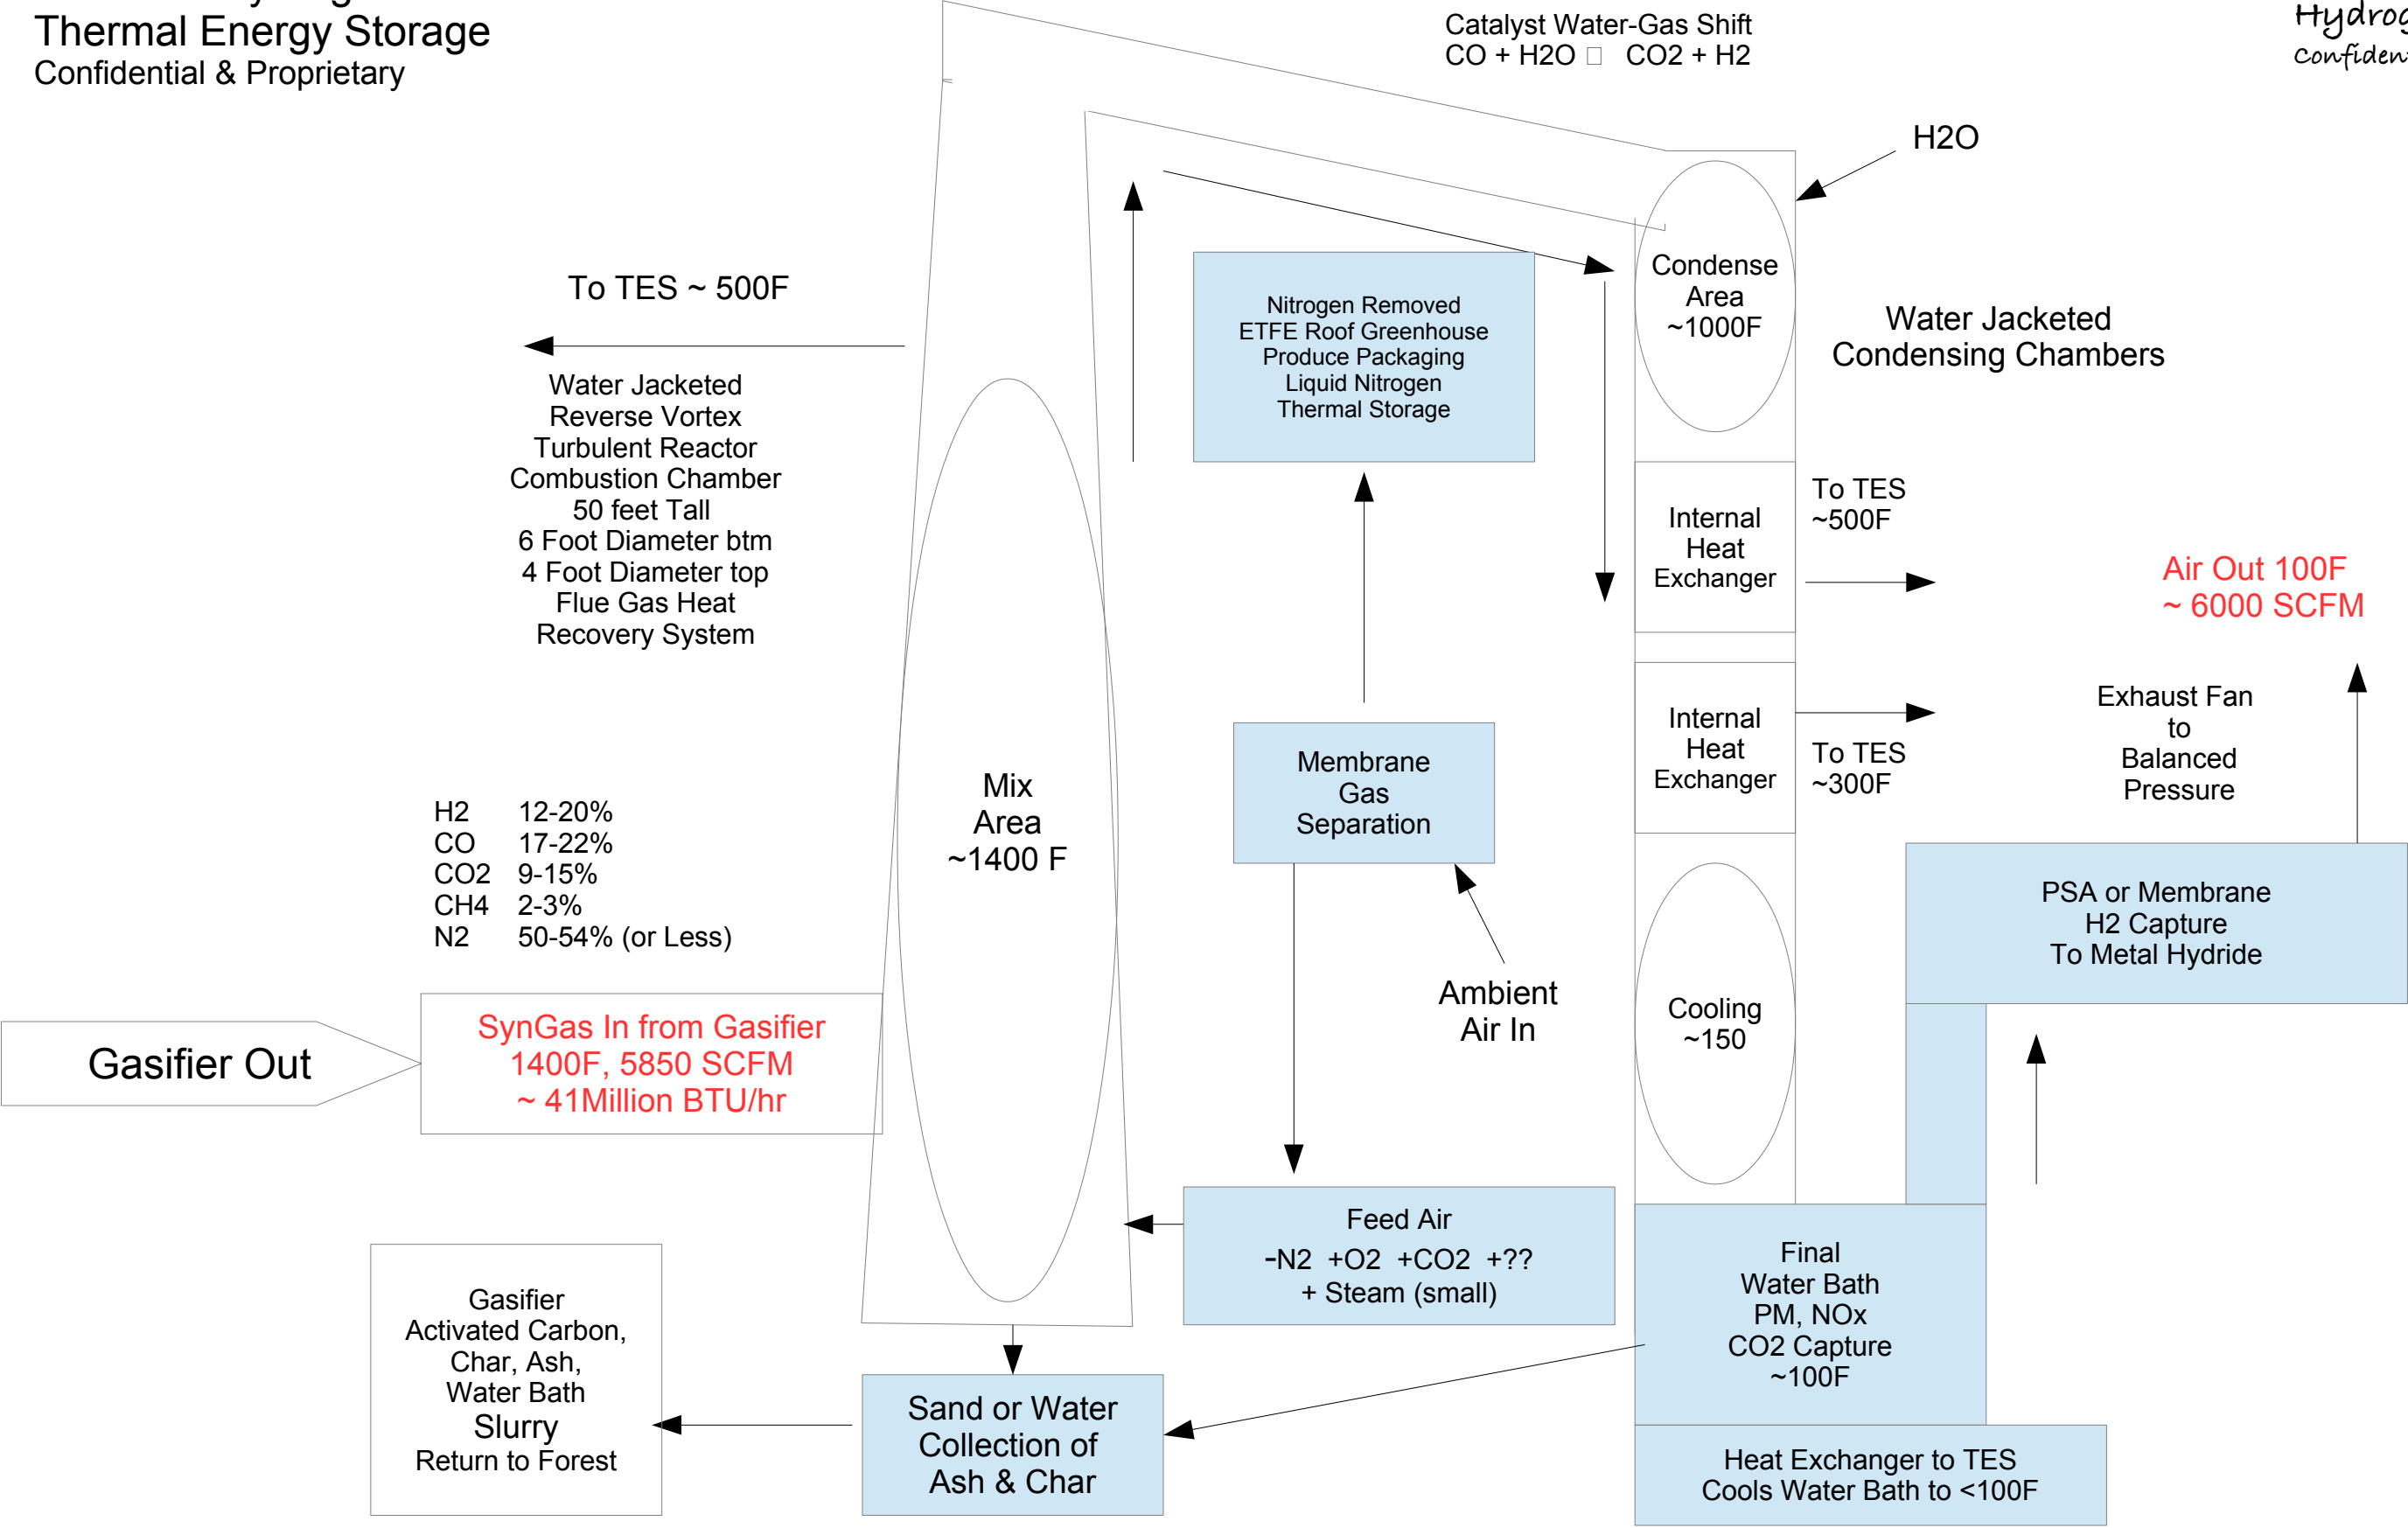 Thermal Energy Storage
Confidential & Proprietary
Catalyst Water-Gas Shift
CO + H2O □ CO2 + H2
H2O
To TES ~ 500F
Water Jacketed
Reverse Vortex
Turbulent Reactor
Combustion Chamber
50 feet Tall
6 Foot Diameter btm
4 Foot Diameter top
Flue Gas Heat
Recovery System
Nitrogen Removed
ETFE Roof Greenhouse
Produce Packaging
Liquid Nitrogen
Thermal Storage
Condense
Area
~1000F
Water Jacketed
Condensing Chambers
Internal
Heat
Exchanger
To TES
~500F
Air Out 100F
~ 6000 SCFM
Internal
Heat
Exchanger
To TES
~300F
Exhaust Fan
to
Balanced
Pressure
Membrane
Gas
Separation
Mix
Area
~1400 F
H2 12-20%
CO 17-22%
CO2 9-15%
CH4 2-3%
N2 50-54% (or Less)
PSA or Membrane
H2 Capture
To Metal Hydride
Ambient
Air In
Cooling
~150
Gasifier Out
SynGas In from Gasifier
1400F, 5850 SCFM
~ 41Million BTU/hr
Feed Air
-N2 +O2 +CO2 +??
+ Steam (small)
Final
Water Bath
PM, NOx
CO2 Capture
~100F
Gasifier
Activated Carbon,
Char, Ash,
Water Bath
Slurry
Return to Forest
Sand or Water
Collection of
Ash & Char
Heat Exchanger to TES
Cools Water Bath to <100F